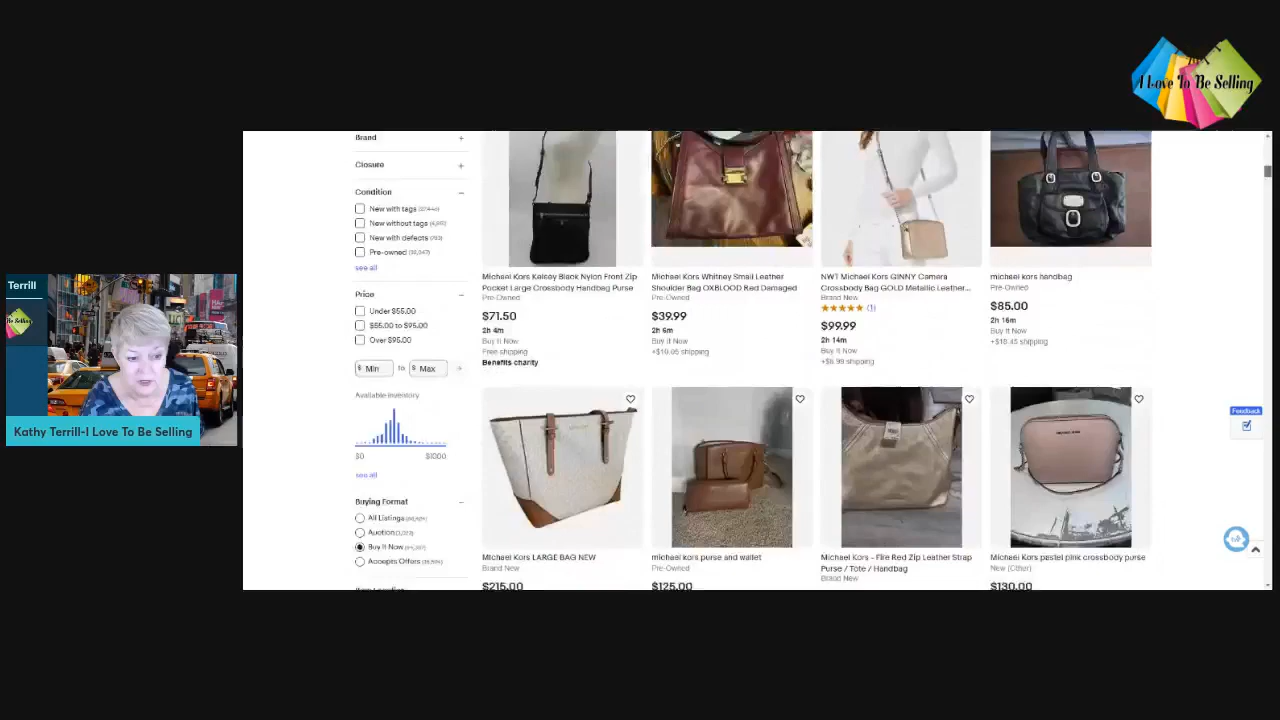 I Love To Be Selling
Brand
Closure
Condition
New with tags
New without tags
New with defects
Pre-owned
see all
Price
Under $55.00
$55.00 to $95.00
Over $95.00
$ Min to $ Max
Available inventory
$0 $1000
see all
Buying Format
All Listings
Auction
Buy It Now
Accepts Offers
Michael Kors Kelsey Black Nylon Front Zip
Pocket Large Crossbody Handbag Purse
Pre-Owned
$71.50
2h 4m
Buy It Now
Free shipping
Benefits charity
Michael Kors Whitney Small Leather
Shoulder Bag OXBLOOD Red Damaged
Pre-Owned
$39.99
Buy It Now
NWT Michael Kors GINNY Camera
Crossbody Bag GOLD Metallic Leather...
Brand New
(1)
$99.99
2h 14m
Buy It Now
shipping
michael kors handbag
Pre-Owned
$85.00
2h 16m
Buy It Now
+$18.45 shipping
Michael Kors LARGE BAG NEW
Brand New
$215.00
michael kors purse and wallet
Pre-Owned
$125.00
Michael Kors - Fire Red Zip Leather Strap
Purse / Tote / Handbag
Brand New
MICHAEL KORS
Michael Kors pastel pink crossbody purse
New (Other)
$130.00
Feedback
Terrill
Selling
Kathy Terrill-I Love To Be Selling